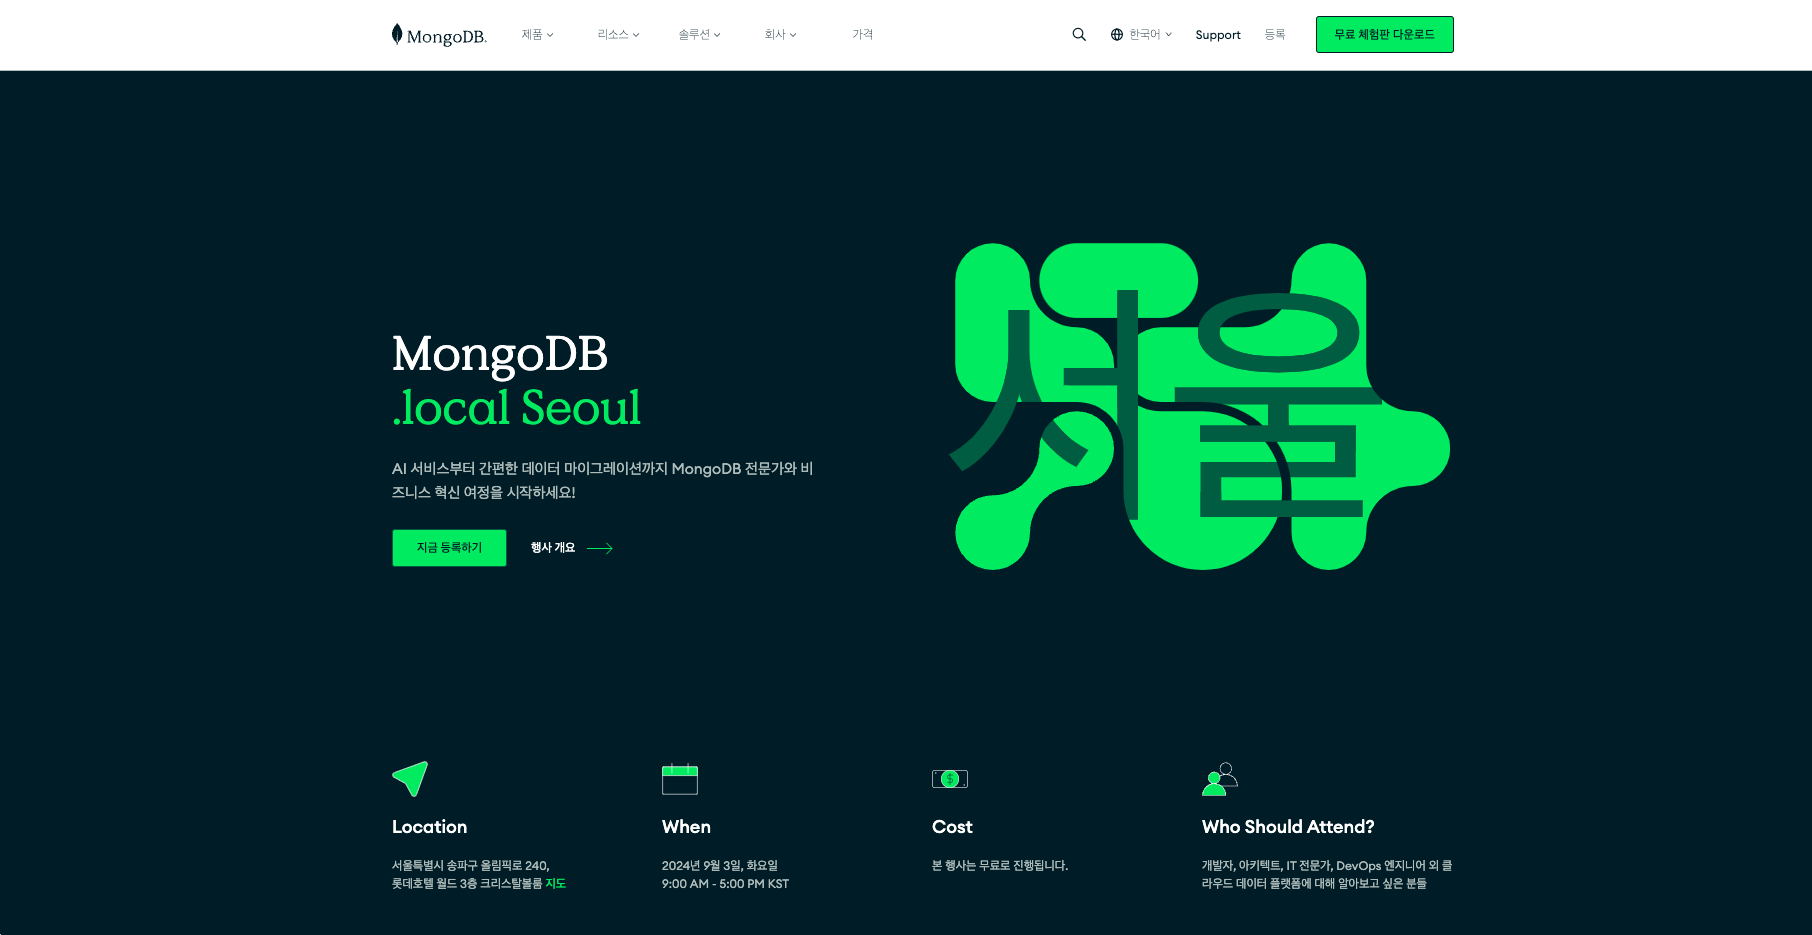 MongoDB.
제품
리소스
솔루션
회사
가격
한국어
Support
등록
무료 체험판 다운로드
MongoDB
.local Seoul
AI 서비스부터 간편한 데이터 마이그레이션까지 MongoDB 전문가와 비
즈니스 혁신 여정을 시작하세요!
지금 등록하기
행사 개요
서울
Location
서울특별시 송파구 올림픽로 240,
롯데호텔 월드 3층 크리스탈볼룸 지도
When
2024년 9월 3일, 화요일
9:00 AM - 5:00 PM KST
$
Cost
본 행사는 무료로 진행됩니다.
Who Should Attend?
개발자, 아키텍트, IT 전문가, DevOps 엔지니어 외 클
라우드 데이터 플랫폼에 대해 알아보고 싶은 분들